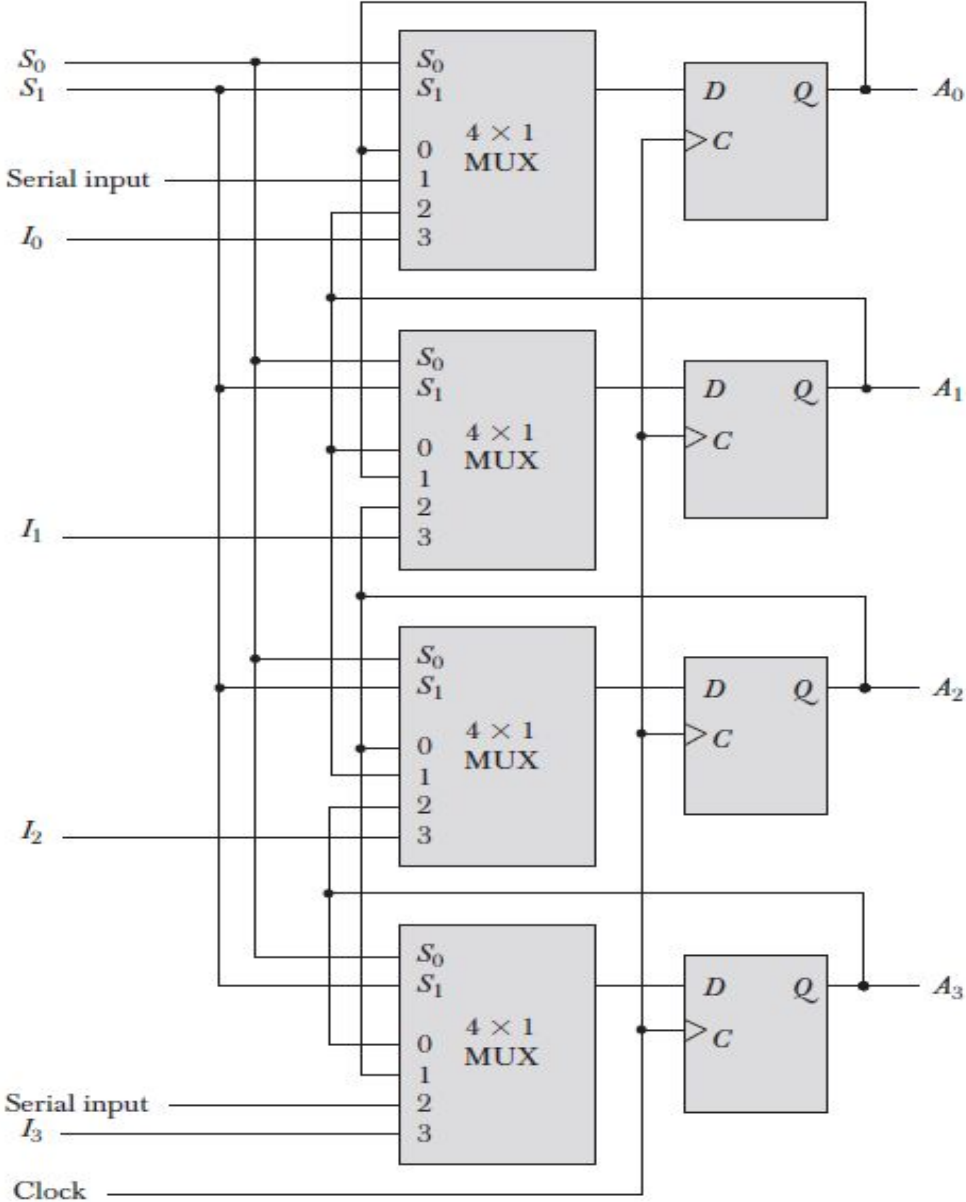 S₀ S₀ D Q A₀
S₁ S₁
4 × 1
MUX
C
0
Serial input 1
2
I₀ 3
S₀
S₁ D Q A₁
4 × 1
MUX
C
0
1
2
I₁ 3
S₀
S₁ D Q A₂
4 × 1
MUX
C
0
1
2
I₂ 3
S₀
S₁ D Q A₃
4 × 1
MUX
C
0
1
Serial input 2
I₃ 3
Clock